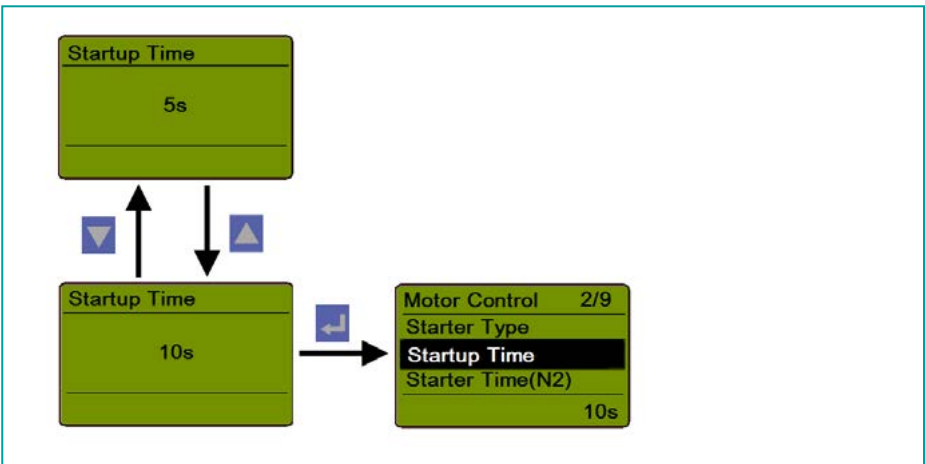 Startup Time
5s
Startup Time
10s
Motor Control 2/9
Starter Type
Startup Time
Starter Time(N2)
10s